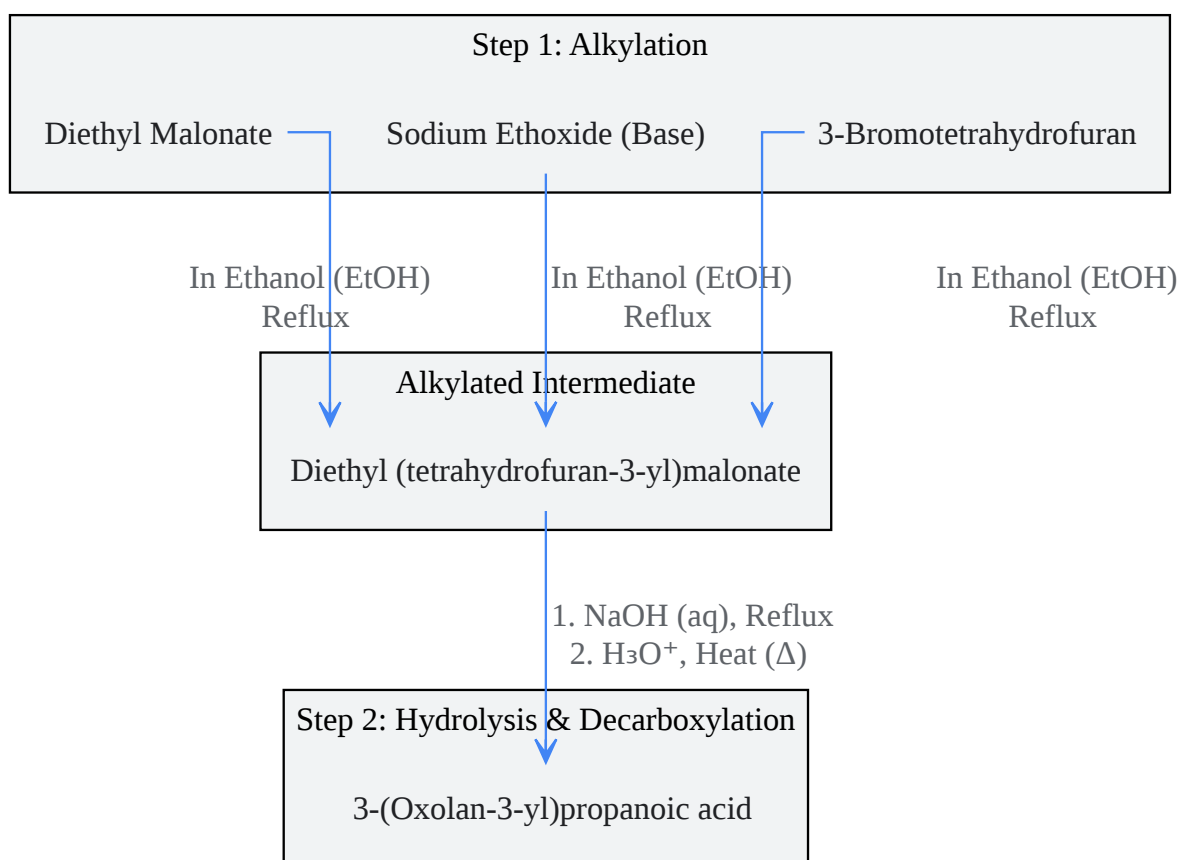 Step 1: Alkylation
Diethyl Malonate
Sodium Ethoxide (Base)
3-Bromotetrahydrofuran
In Ethanol (EtOH)
Reflux
In Ethanol (EtOH)
Reflux
In Ethanol (EtOH)
Reflux
Alkylated Intermediate
Diethyl (tetrahydrofuran-3-yl)malonate
1. NaOH (aq), Reflux
2. H₃O⁺, Heat (Δ)
Step 2: Hydrolysis & Decarboxylation
3-(Oxolan-3-yl)propanoic acid